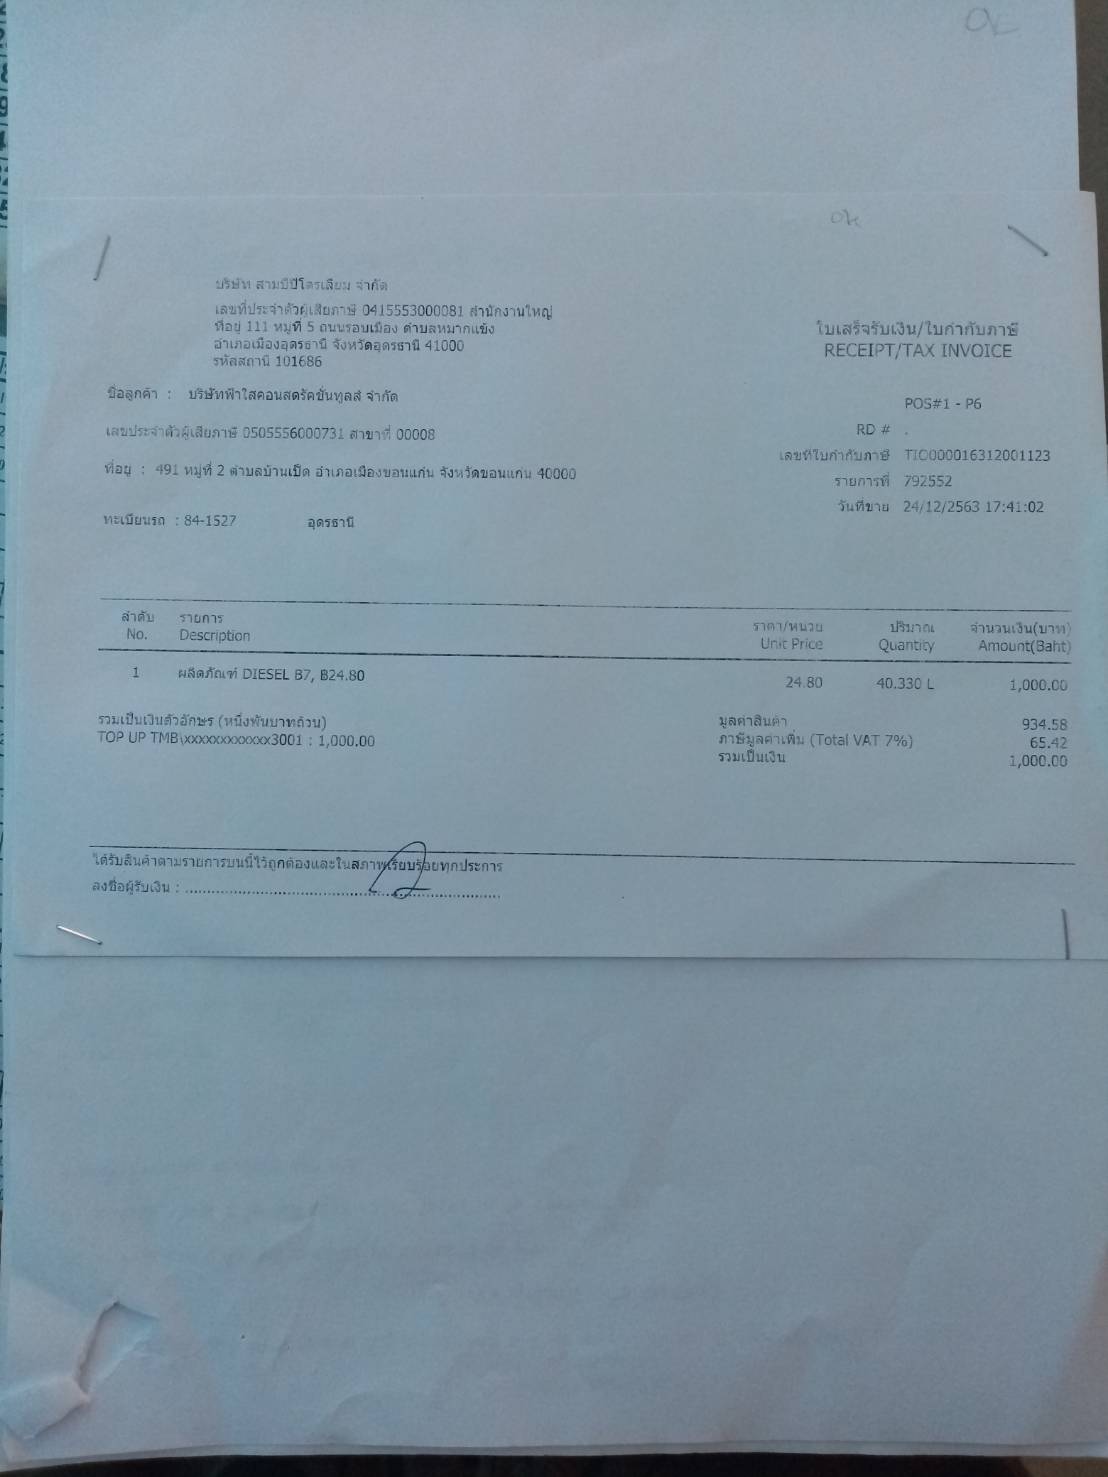 OK
ok
บริษัท สามบีปิโตรเลียม จำกัด
เลขที่ประจำตัวผู้เสียภาษี 0415553000081 สำนักงานใหญ่
ที่อยู่ 111 หมู่ที่ 5 ถนนรอบเมือง ตำบลหมากแข้ง
อำเภอเมืองอุดรธานี จังหวัดอุดรธานี 41000
รหัสสถานี 101686
ใบเสร็จรับเงิน/ใบกำกับภาษี
RECEIPT/TAX INVOICE
ชื่อลูกค้า : บริษัทฟ้าใสคอนสตรัคชั่นทูลส์ จำกัด
POS#1 - P6
เลขประจำตัวผู้เสียภาษี 0505556000731 สาขาที่ 00008
RD # .
เลขที่ใบกำกับภาษี TIO000016312001123
ที่อยู่ : 491 หมู่ที่ 2 ตำบลบ้านเป็ด อำเภอเมืองขอนแก่น จังหวัดขอนแก่น 40000
รายการที่ 792552
วันที่ขาย 24/12/2563 17:41:02
ทะเบียนรถ : 84-1527 อุดรธานี
ลำดับ รายการ ราคา/หน่วย ปริมาณ จำนวนเงิน(บาท)
No. Description Unit Price Quantity Amount(Baht)
1 ผลิตภัณฑ์ DIESEL B7, B24.80 24.80 40.330 L 1,000.00
รวมเป็นเงินตัวอักษร (หนึ่งพันบาทถ้วน) มูลค่าสินค้า 934.58
TOP UP TMB\xxxxxxxxxxxx3001 : 1,000.00 ภาษีมูลค่าเพิ่ม (Total VAT 7%) 65.42
รวมเป็นเงิน 1,000.00
ได้รับสินค้าตามรายการบนนี้ไว้ถูกต้องและในสภาพเรียบร้อยทุกประการ
ลงชื่อผู้รับเงิน : ........................................